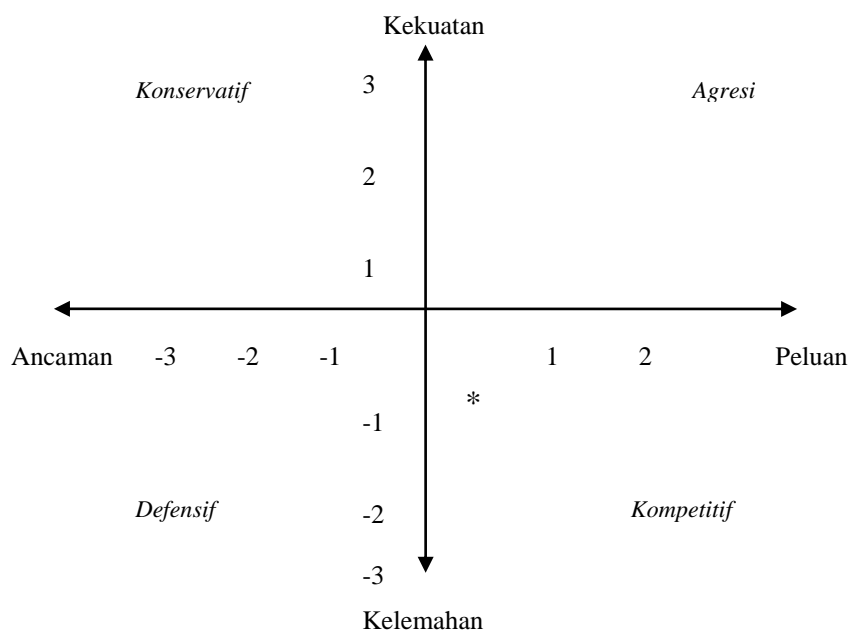 Kekuatan
Konservatif 3 Agresi
2
1
Ancaman -3 -2 -1 1 2 Peluan
*
-1
Defensif -2 Kompetitif
-3
Kelemahan